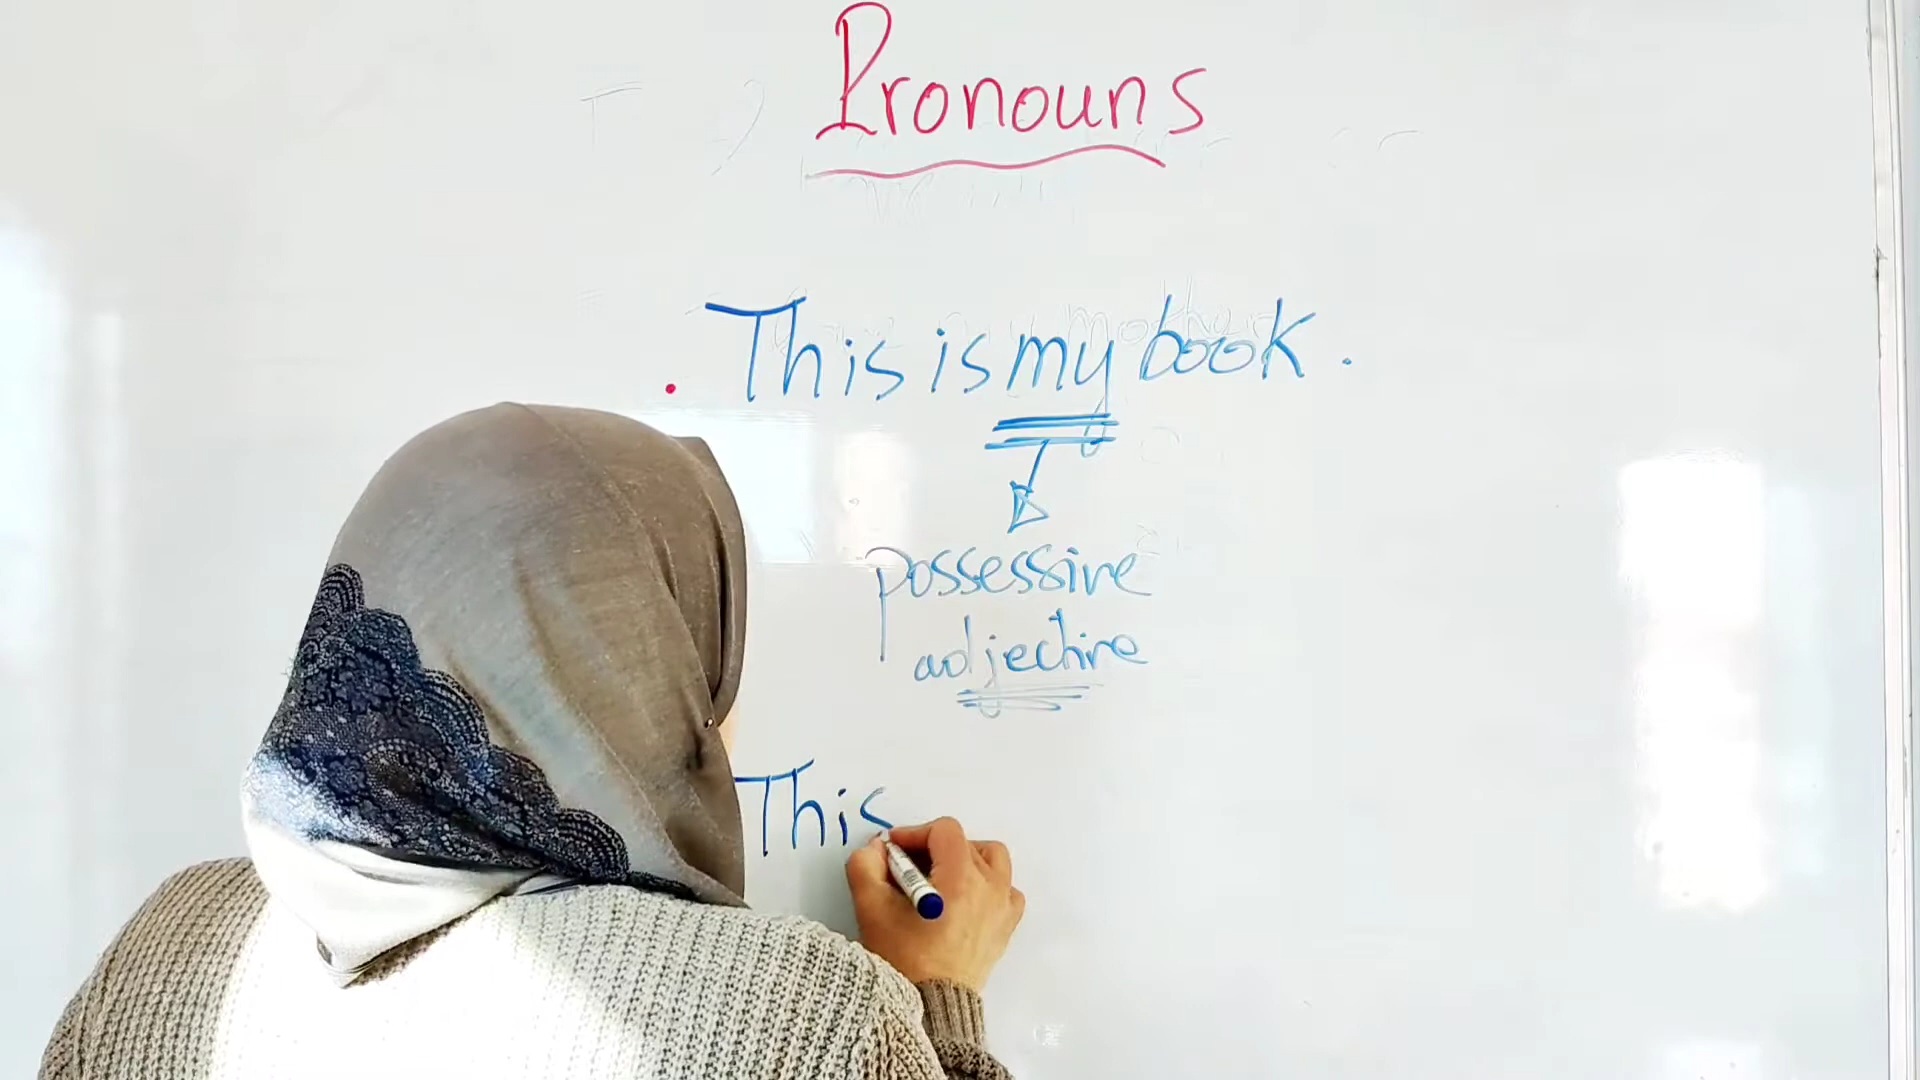 Pronouns
. This is my book.
possessive
adjective
This